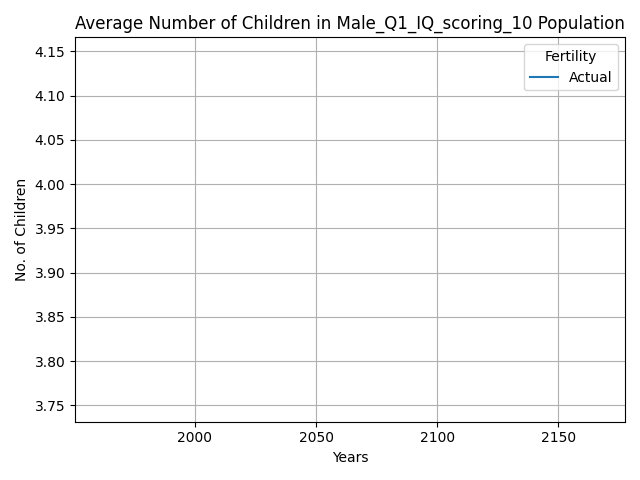 Average Number of Children in Male_Q1_IQ_scoring_10 Population
Fertility
Actual
4.15
4.10
4.05
4.00
3.95
3.90
3.85
3.80
3.75
No. of Children
2000 2050 2100 2150
Years